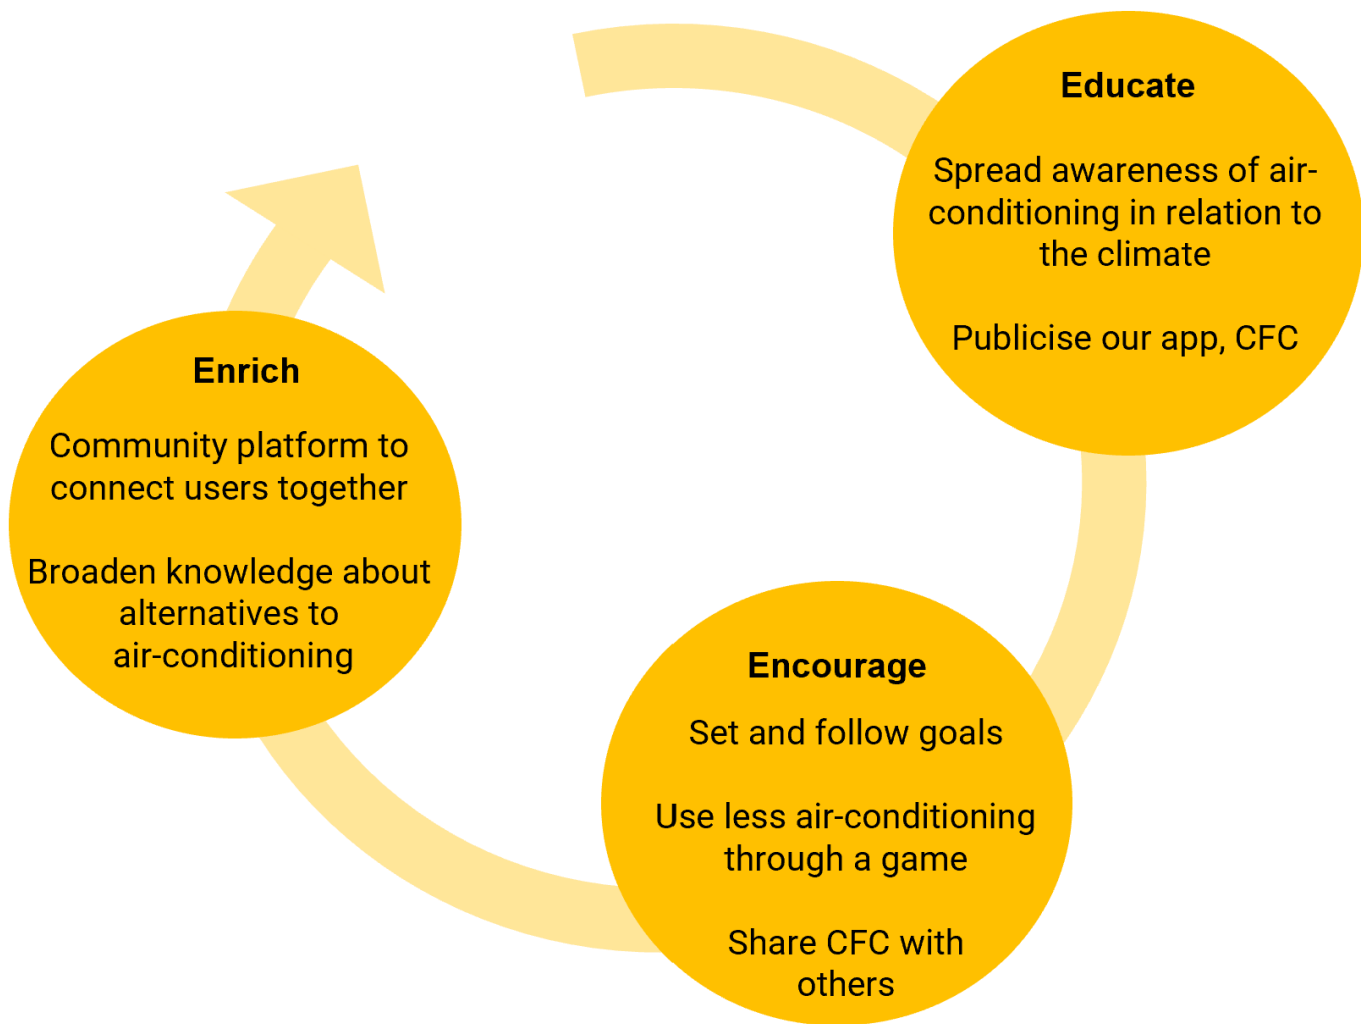 Educate
Spread awareness of air-
conditioning in relation to
the climate
Publicise our app, CFC
Encourage
Set and follow goals
Use less air-conditioning
through a game
Share CFC with
others
Enrich
Community platform to
connect users together
Broaden knowledge about
alternatives to
air-conditioning